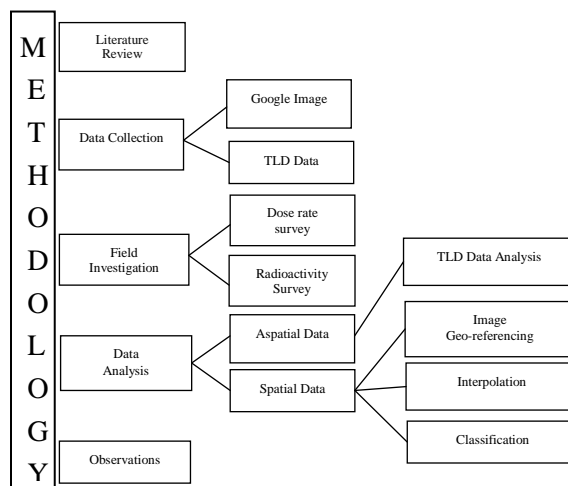 METHODOLOGY
Literature
Review
Data Collection
Google Image
TLD Data
Field
Investigation
Dose rate
survey
Radioactivity
Survey
Data
Analysis
Aspatial Data
Spatial Data
TLD Data Analysis
Image
Geo-referencing
Interpolation
Classification
Observations